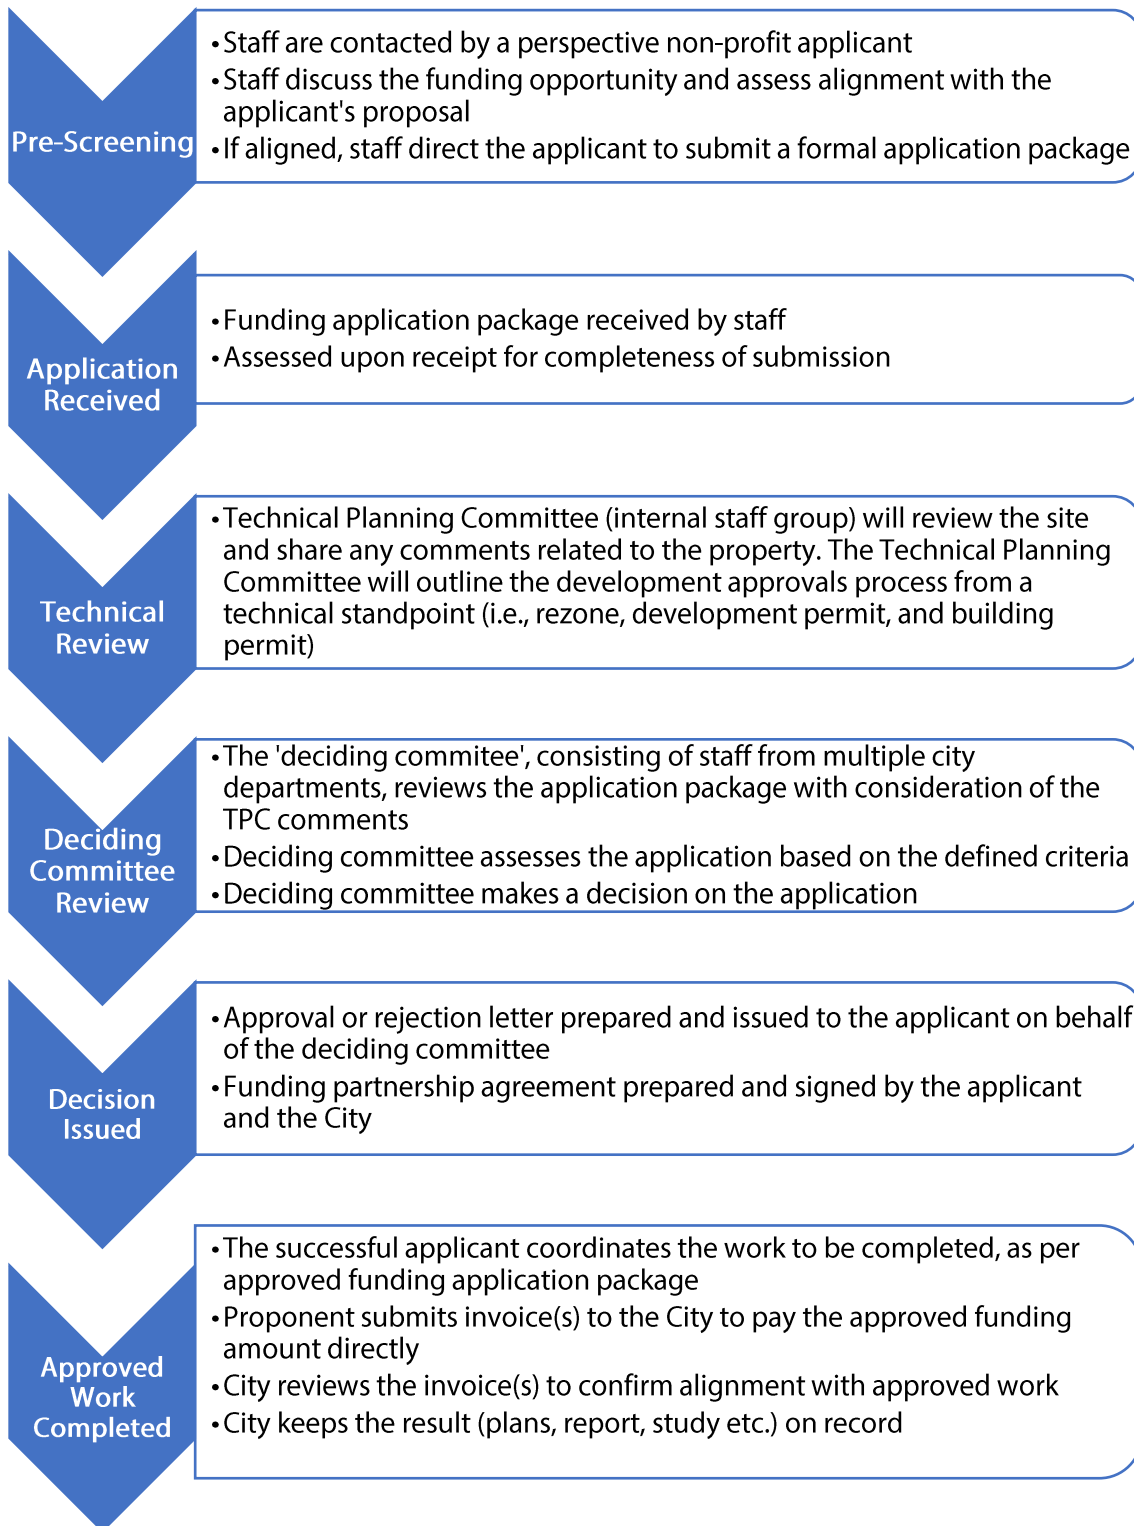 Pre-Screening
•Staff are contacted by a perspective non-profit applicant
•Staff discuss the funding opportunity and assess alignment with the
applicant's proposal
•If aligned, staff direct the applicant to submit a formal application package
Application
Received
•Funding application package received by staff
•Assessed upon receipt for completeness of submission
Technical
Review
•Technical Planning Committee (internal staff group) will review the site
and share any comments related to the property. The Technical Planning
Committee will outline the development approvals process from a
technical standpoint (i.e., rezone, development permit, and building
permit)
Deciding
Committee
Review
•The 'deciding commitee', consisting of staff from multiple city
departments, reviews the application package with consideration of the
TPC comments
•Deciding committee assesses the application based on the defined criteria
•Deciding committee makes a decision on the application
Decision
Issued
•Approval or rejection letter prepared and issued to the applicant on behalf
of the deciding committee
•Funding partnership agreement prepared and signed by the applicant
and the City
Approved
Work
Completed
•The successful applicant coordinates the work to be completed, as per
approved funding application package
•Proponent submits invoice(s) to the City to pay the approved funding
amount directly
•City reviews the invoice(s) to confirm alignment with approved work
•City keeps the result (plans, report, study etc.) on record